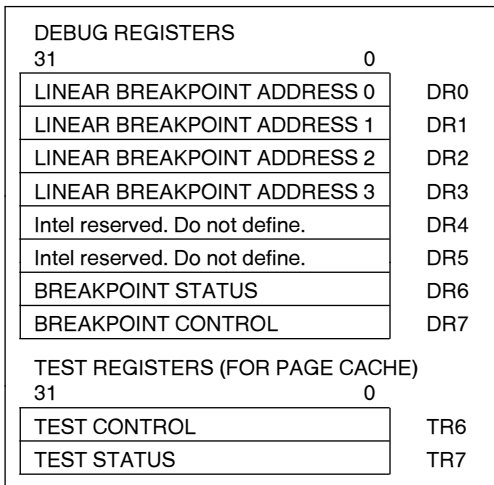 DEBUG REGISTERS
31 0
LINEAR BREAKPOINT ADDRESS 0 DR0
LINEAR BREAKPOINT ADDRESS 1 DR1
LINEAR BREAKPOINT ADDRESS 2 DR2
LINEAR BREAKPOINT ADDRESS 3 DR3
Intel reserved. Do not define. DR4
Intel reserved. Do not define. DR5
BREAKPOINT STATUS DR6
BREAKPOINT CONTROL DR7
TEST REGISTERS (FOR PAGE CACHE)
31 0
TEST CONTROL TR6
TEST STATUS TR7